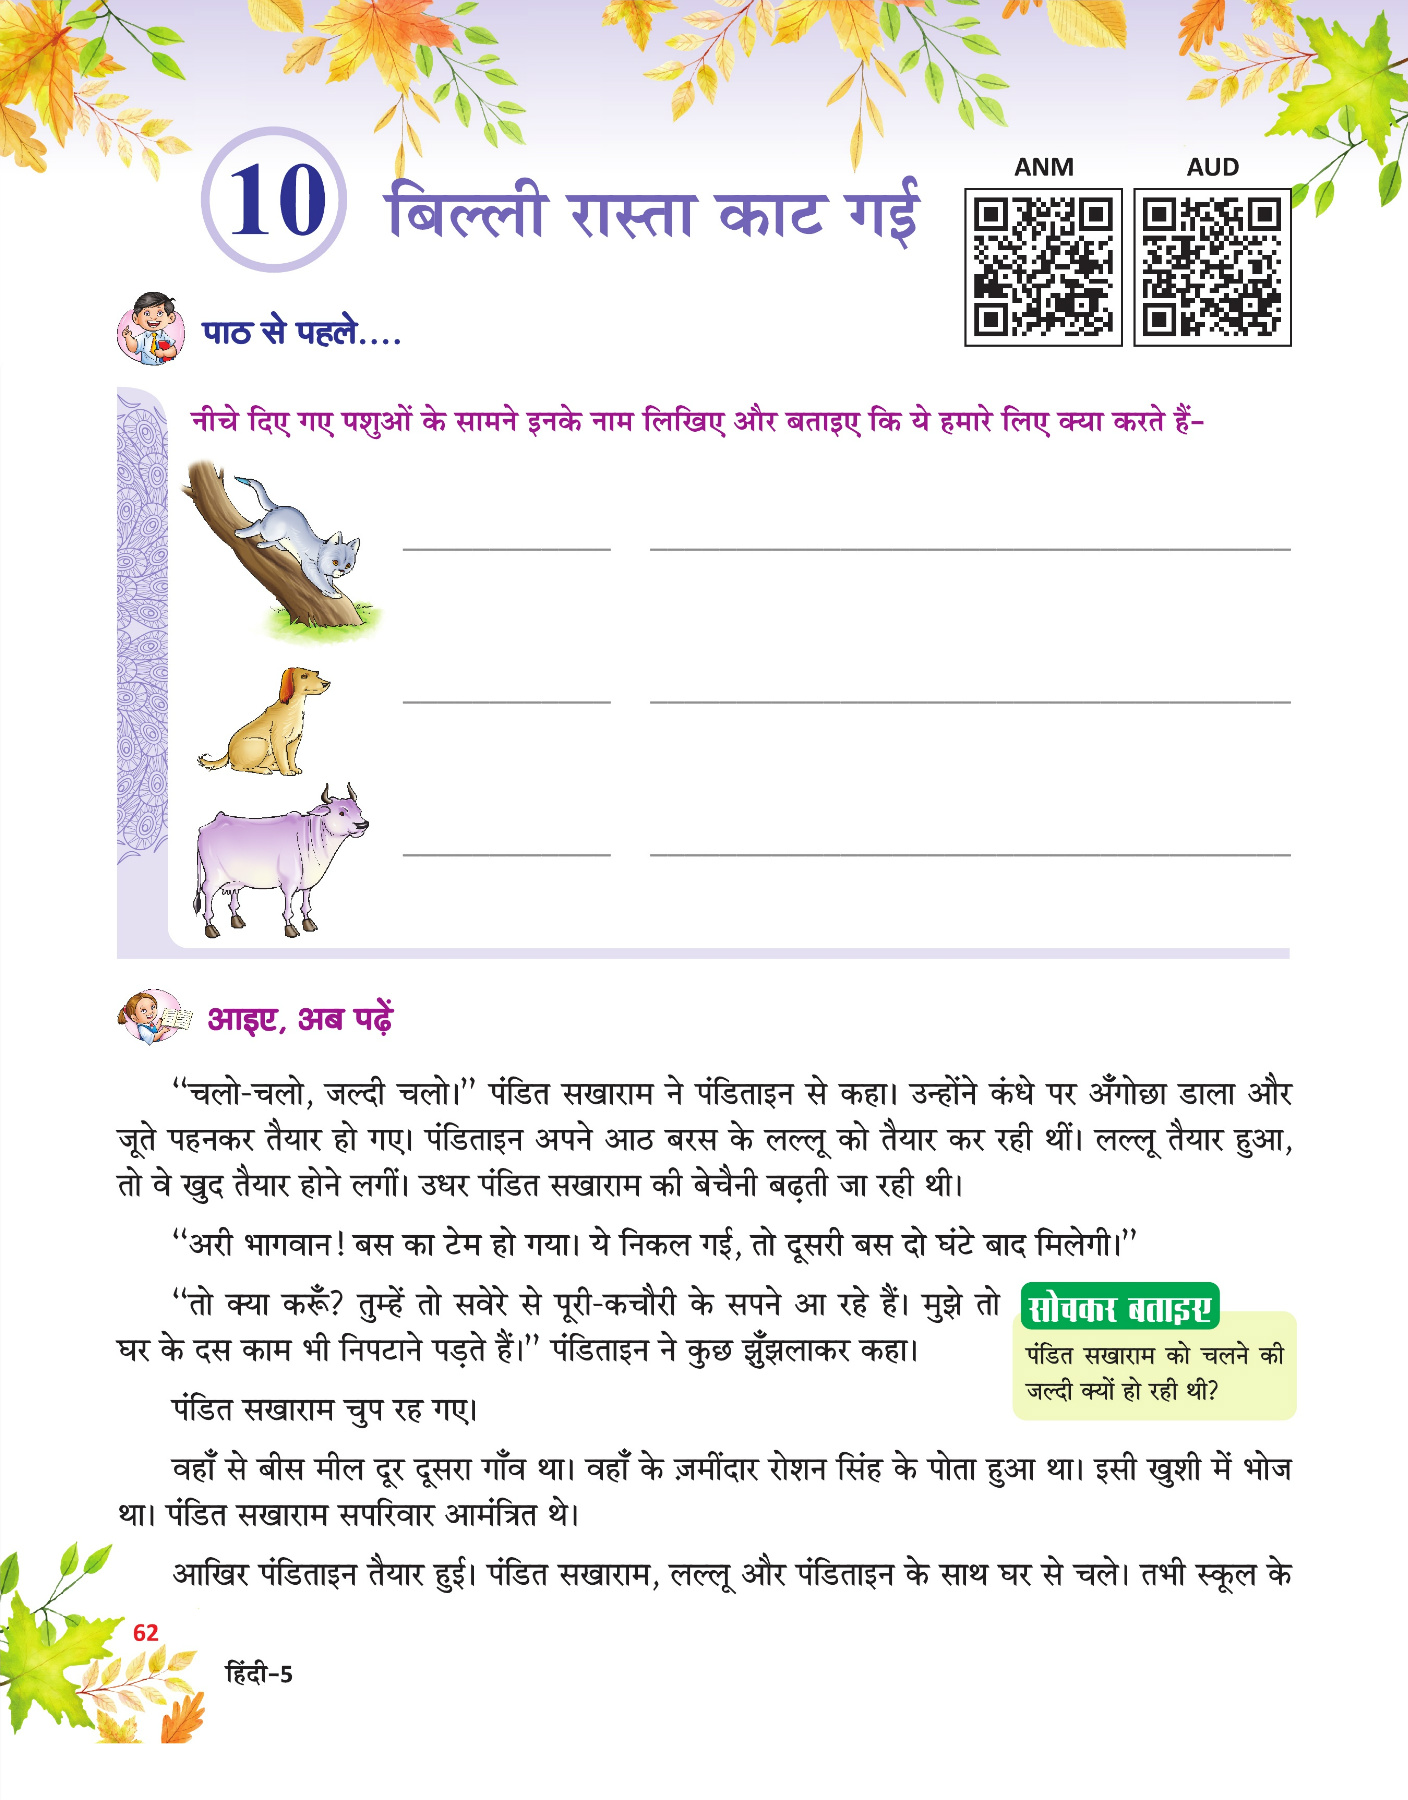 10
बिल्ली रास्ता काट गई
ANM
AUD
पाठ से पहले....
नीचे दिए गए पशुओं के सामने इनके नाम लिखिए और बताइए कि ये हमारे लिए क्या करते हैं–
आइए, अब पढ़ें
“चलो-चलो, जल्दी चलो।” पंडित सखाराम ने पंडिताइन से कहा। उन्होंने कंधे पर अँगोछा डाला और
जूते पहनकर तैयार हो गए। पंडिताइन अपने आठ बरस के लल्लू को तैयार कर रही थीं। लल्लू तैयार हुआ,
तो वे खुद तैयार होने लगीं। उधर पंडित सखाराम की बेचैनी बढ़ती जा रही थी।
“अरी भागवान! बस का टेम हो गया। ये निकल गई, तो दूसरी बस दो घंटे बाद मिलेगी।”
“तो क्या करूँ? तुम्हें तो सवेरे से पूरी-कचौरी के सपने आ रहे हैं। मुझे तो
घर के दस काम भी निपटाने पड़ते हैं।” पंडिताइन ने कुछ झुँझलाकर कहा।
सोचकर बताइए
पंडित सखाराम को चलने की
जल्दी क्यों हो रही थी?
पंडित सखाराम चुप रह गए।
वहाँ से बीस मील दूर दूसरा गाँव था। वहाँ के ज़मींदार रोशन सिंह के पोता हुआ था। इसी खुशी में भोज
था। पंडित सखाराम सपरिवार आमंत्रित थे।
आखिर पंडिताइन तैयार हुई। पंडित सखाराम, लल्लू और पंडिताइन के साथ घर से चले। तभी स्कूल के
62
हिंदी–5